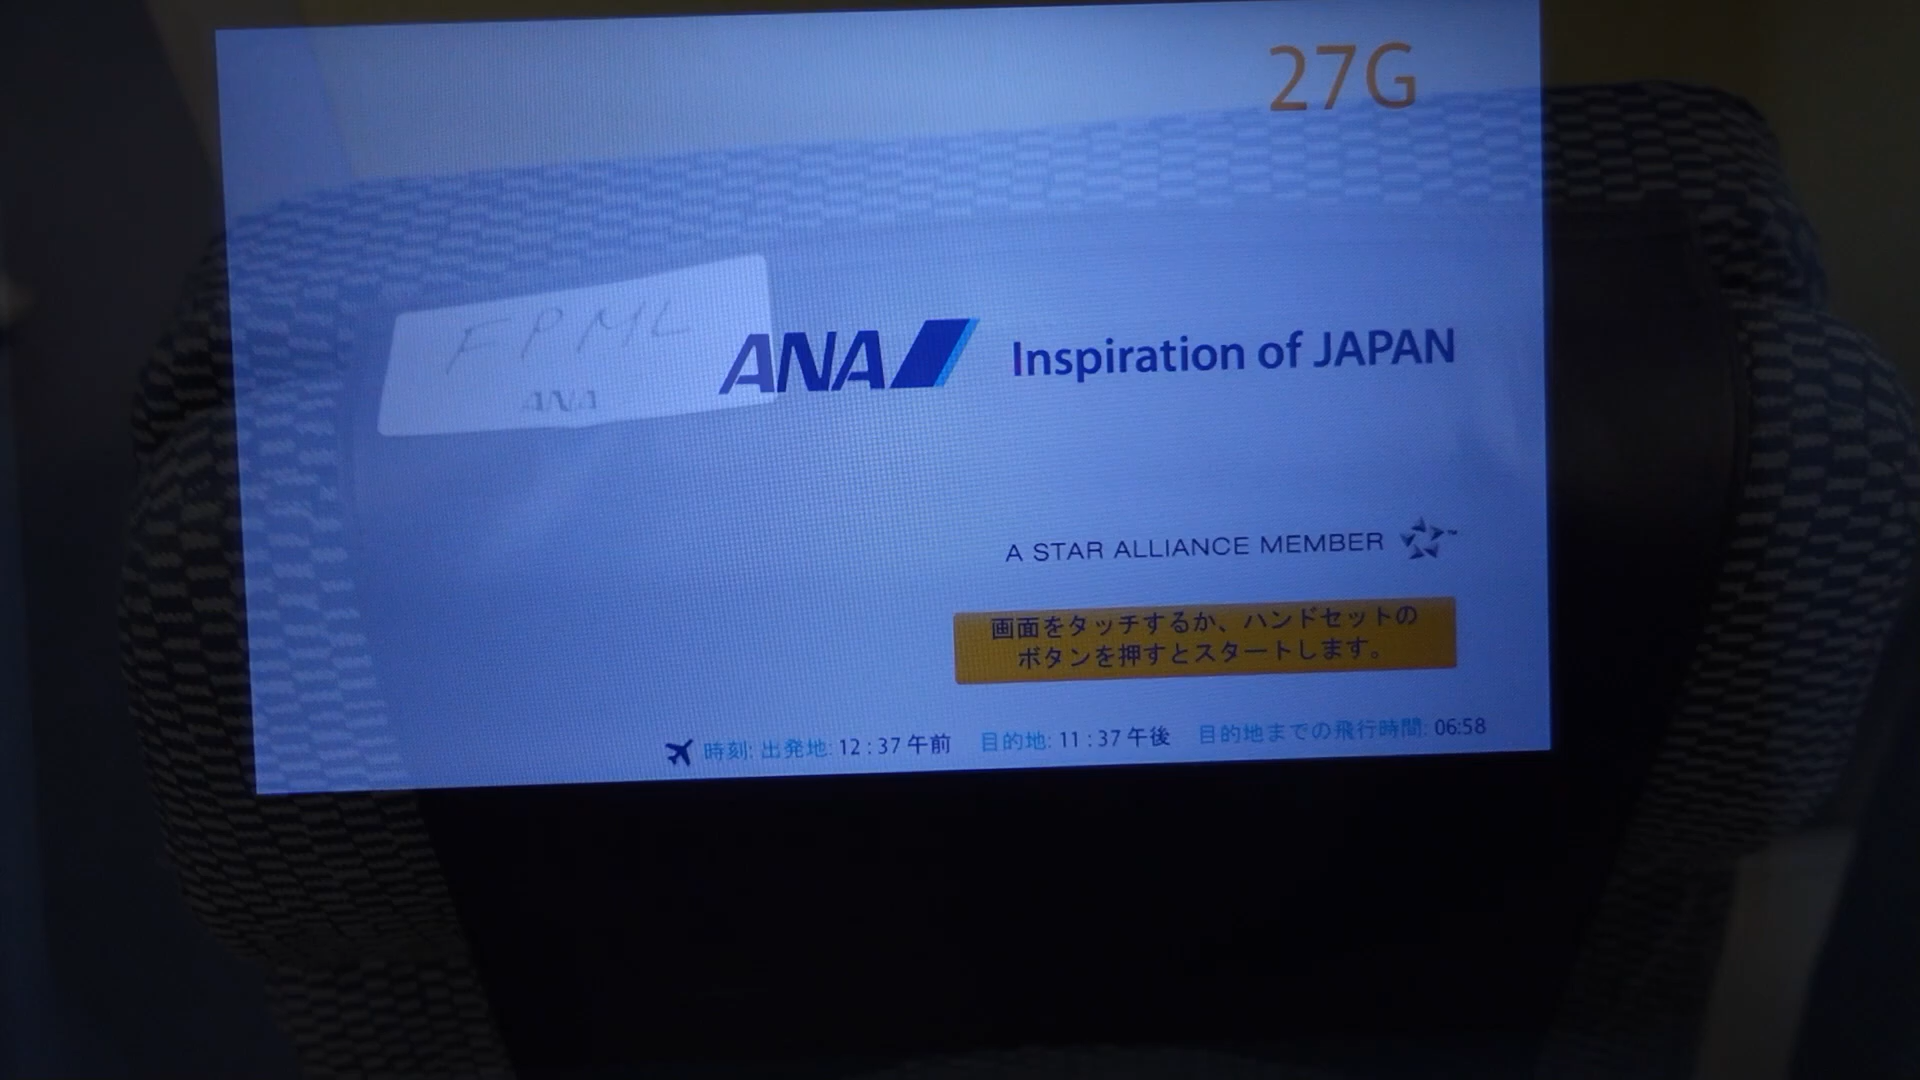 27G
FPML
ANA
ANA Inspiration of JAPAN
A STAR ALLIANCE MEMBER ™
画面をタッチするか、ハンドセットの
ボタンを押すとスタートします。
時刻: 出発地: 12 : 37 午前 目的地: 11 : 37 午後 目的地までの飛行時間: 06:58